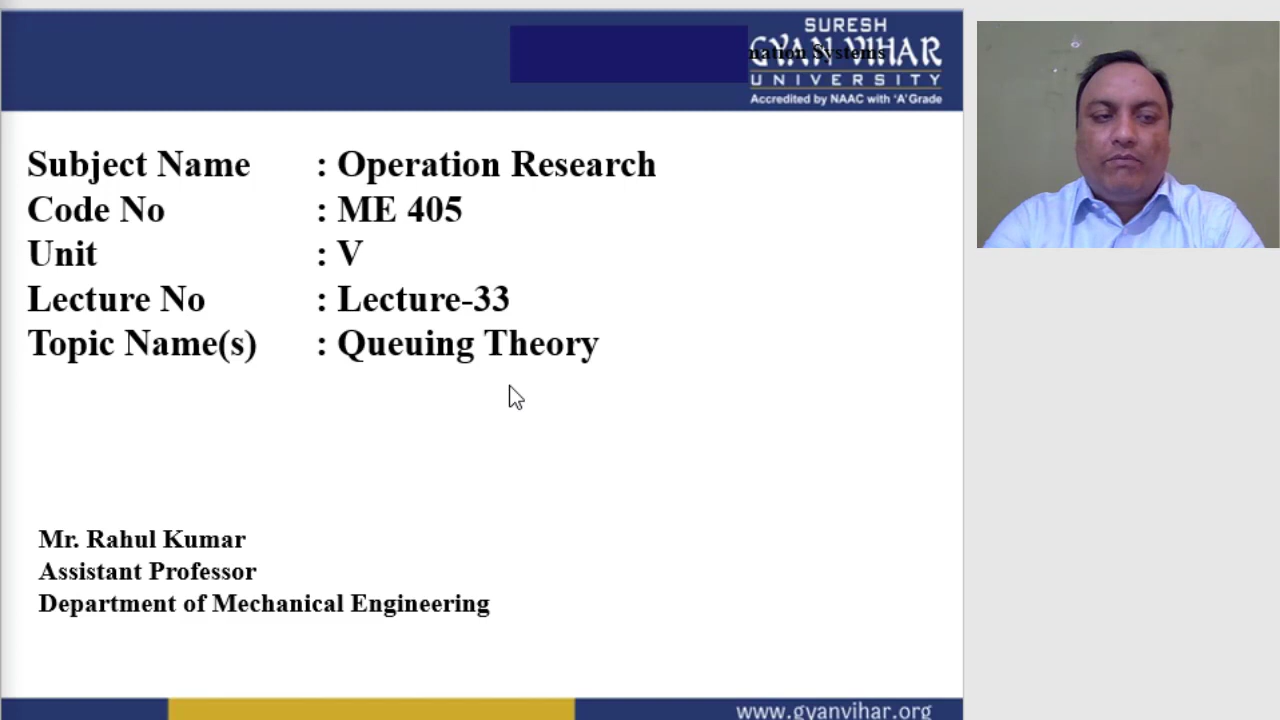 SURESH
GYAN VIHAR
UNIVERSITY
Accredited by NAAC with 'A' Grade
Systems
Subject Name : Operation Research
Code No : ME 405
Unit : V
Lecture No : Lecture-33
Topic Name(s) : Queuing Theory
Mr. Rahul Kumar
Assistant Professor
Department of Mechanical Engineering
www.gyanvihar.org